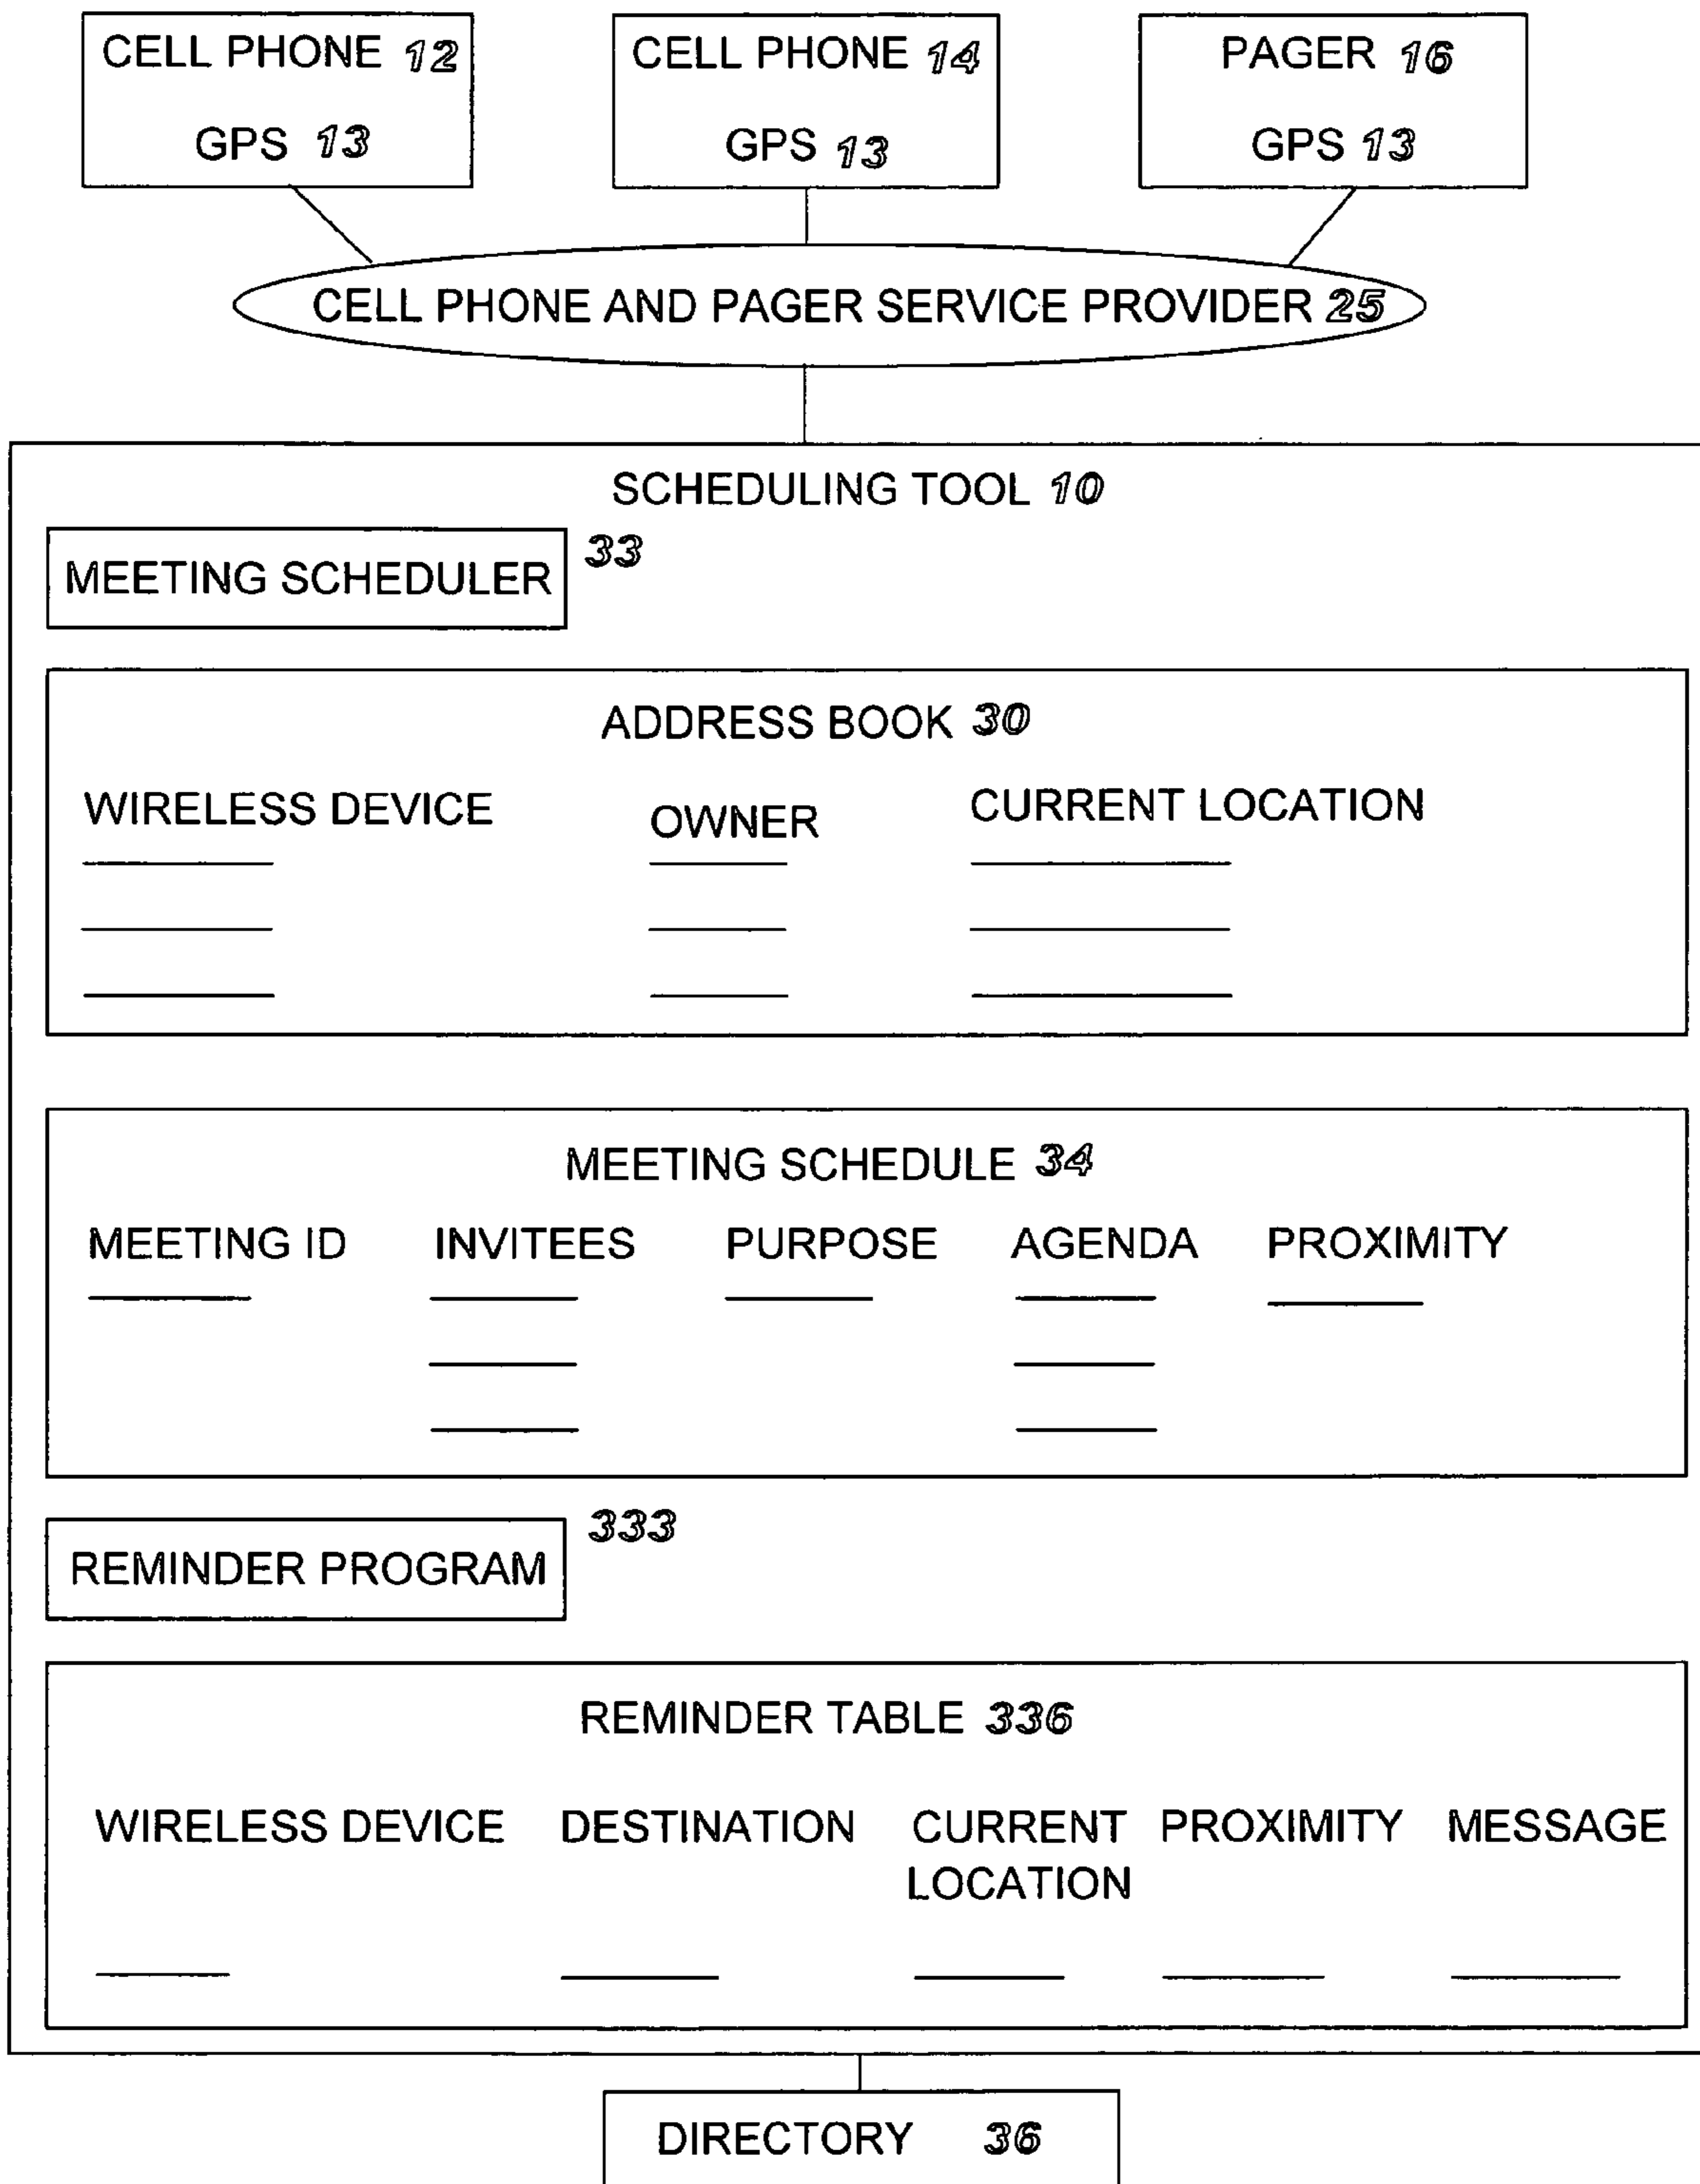 CELL PHONE 12 CELL PHONE 14 PAGER 16
GPS 13 GPS 13 GPS 13
CELL PHONE AND PAGER SERVICE PROVIDER 25
SCHEDULING TOOL 10
MEETING SCHEDULER 33
ADDRESS BOOK 30
WIRELESS DEVICE OWNER CURRENT LOCATION
MEETING SCHEDULE 34
MEETING ID INVITEES PURPOSE AGENDA PROXIMITY
REMINDER PROGRAM 333
REMINDER TABLE 336
WIRELESS DEVICE DESTINATION CURRENT PROXIMITY MESSAGE
LOCATION
DIRECTORY 36